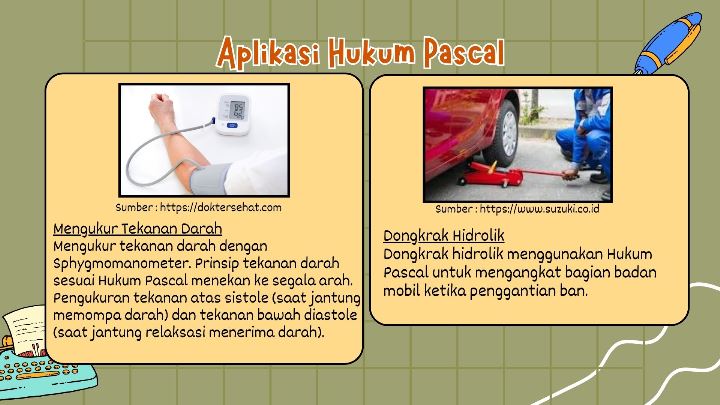 Aplikasi Hukum Pascal
Sumber : https://doktersehat.com
Mengukur Tekanan Darah
Mengukur tekanan darah dengan
Sphygmomanometer. Prinsip tekanan darah
sesuai Hukum Pascal menekan ke segala arah.
Pengukuran tekanan atas sistole (saat jantung
memompa darah) dan tekanan bawah diastole
(saat jantung relaksasi menerima darah).
Sumber : https://www.suzuki.co.id
Dongkrak Hidrolik
Dongkrak hidrolik menggunakan Hukum
Pascal untuk mengangkat bagian badan
mobil ketika penggantian ban.